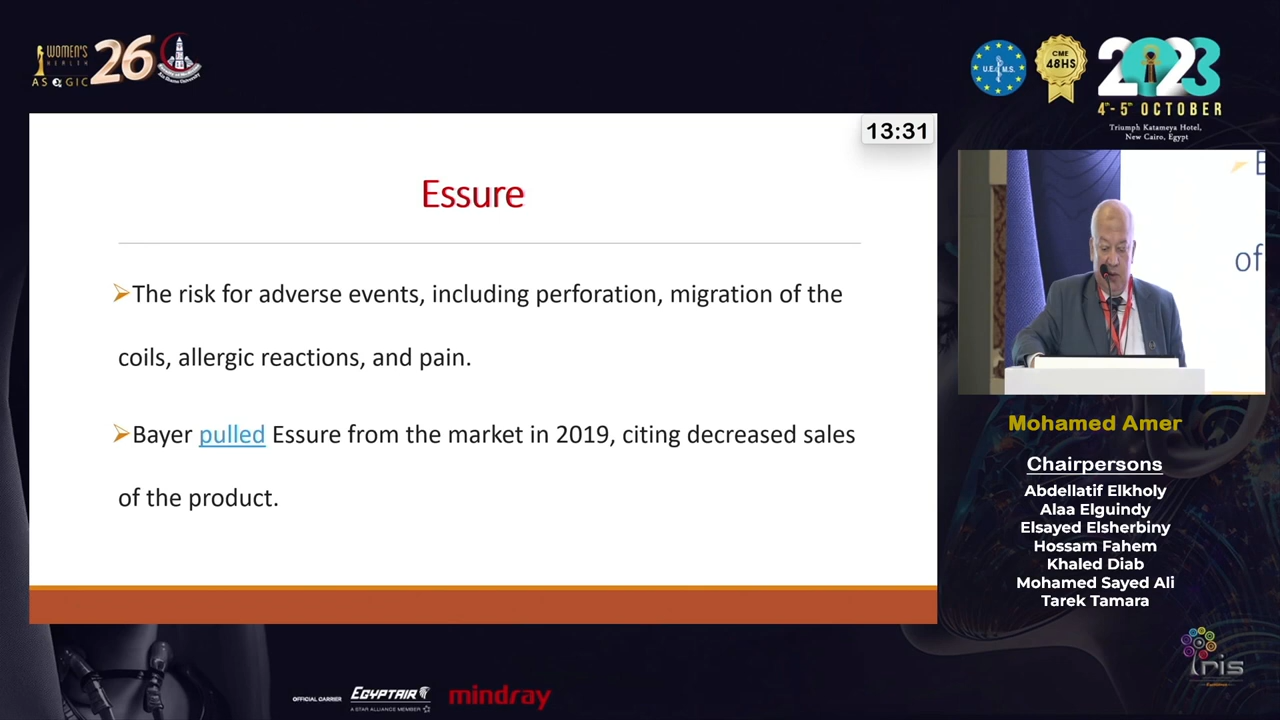 WOMEN'S
HEALTH
ASOGIC
26
U.E.M.S.
CME
48HS
2023
4th- 5th OCTOBER
Triumph Katameya Hotel,
New Cairo, Egypt
13:31
Essure
➢The risk for adverse events, including perforation, migration of the
coils, allergic reactions, and pain.
➢Bayer pulled Essure from the market in 2019, citing decreased sales
of the product.
of
Mohamed Amer
Chairpersons
Abdellatif Elkholy
Alaa Elguindy
Elsayed Elsherbiny
Hossam Fahem
Khaled Diab
Mohamed Sayed Ali
Tarek Tamara
OFFICIAL CARRIER
EGYPTAIR
A STAR ALLIANCE MEMBER
mindray
Iris